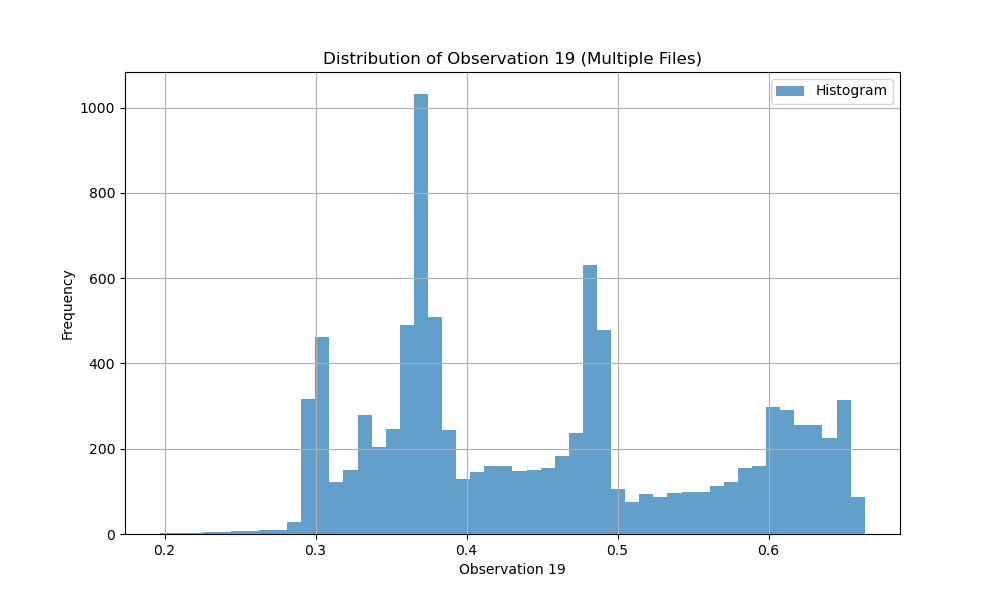 Distribution of Observation 19 (Multiple Files)
Histogram
1000
800
600
400
200
0
Frequency
0.2 0.3 0.4 0.5 0.6
Observation 19